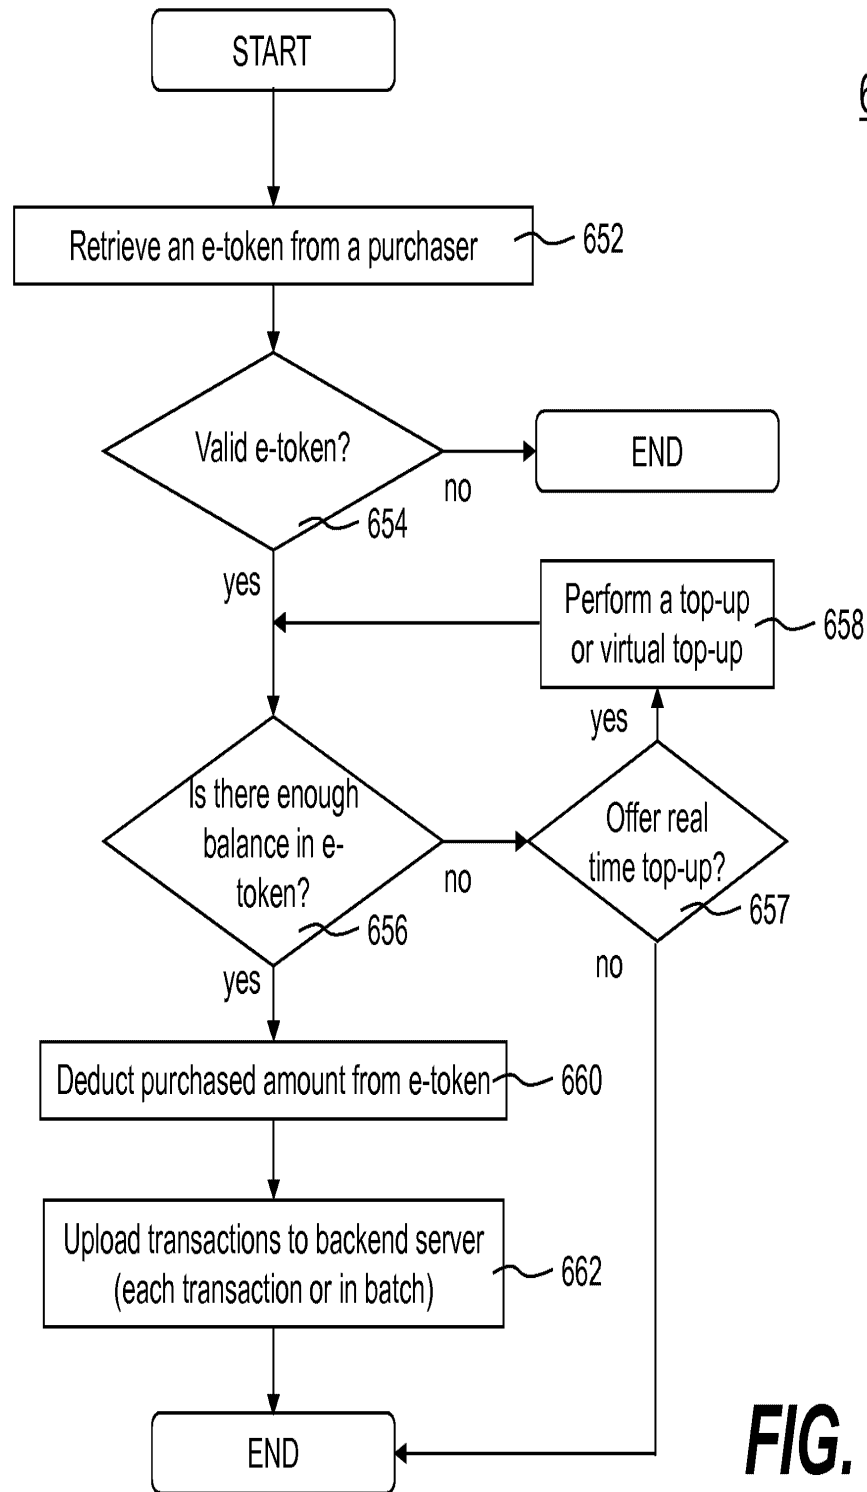 START
6
Retrieve an e-token from a purchaser
652
Valid e-token?
no
END
654
yes
Perform a top-up
or virtual top-up
658
yes
Is there enough
balance in e-
token?
no
Offer real
time top-up?
657
656
yes
no
Deduct purchased amount from e-token
660
Upload transactions to backend server
(each transaction or in batch)
662
END
FIG.